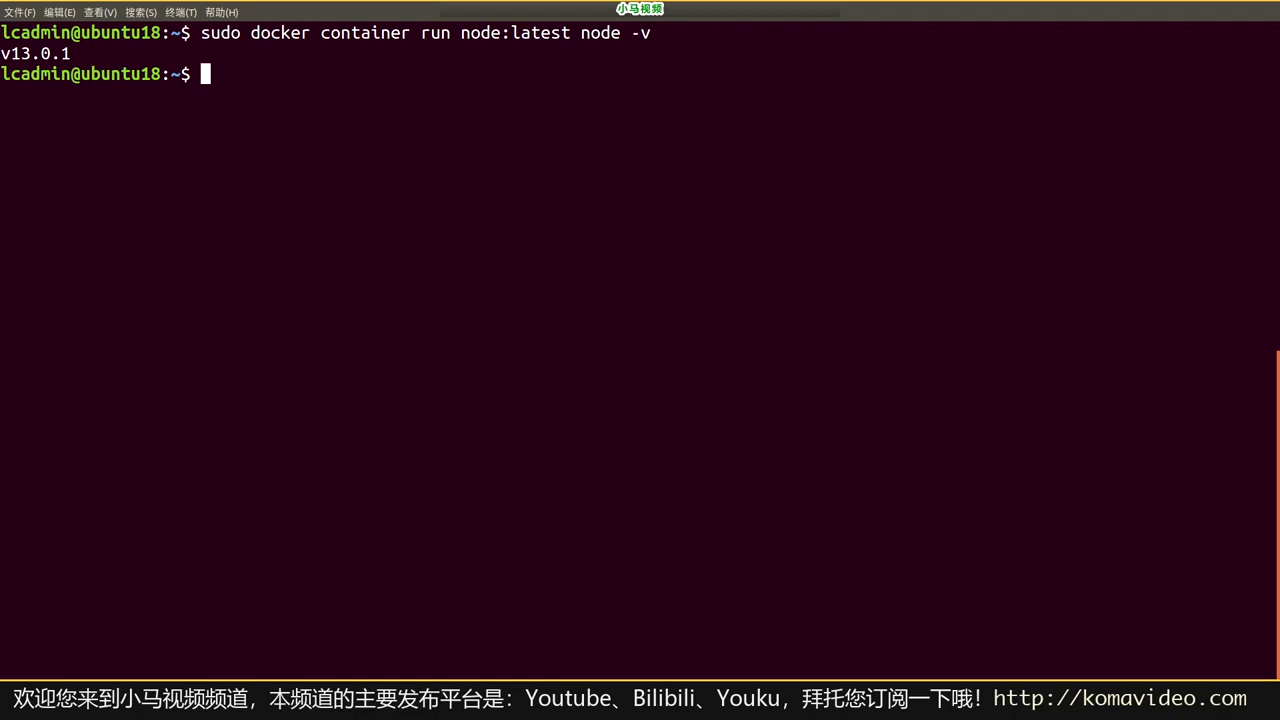 小马视频
文件(F) 编辑(E) 查看(V) 搜索(S) 终端(T) 帮助(H)
lcadmin@ubuntu18:~$ sudo docker container run node:latest node -v
v13.0.1
lcadmin@ubuntu18:~$
欢迎您来到小马视频频道，本频道的主要发布平台是：Youtube、Bilibili、Youku，拜托您订阅一下哦！http://komavideo.com